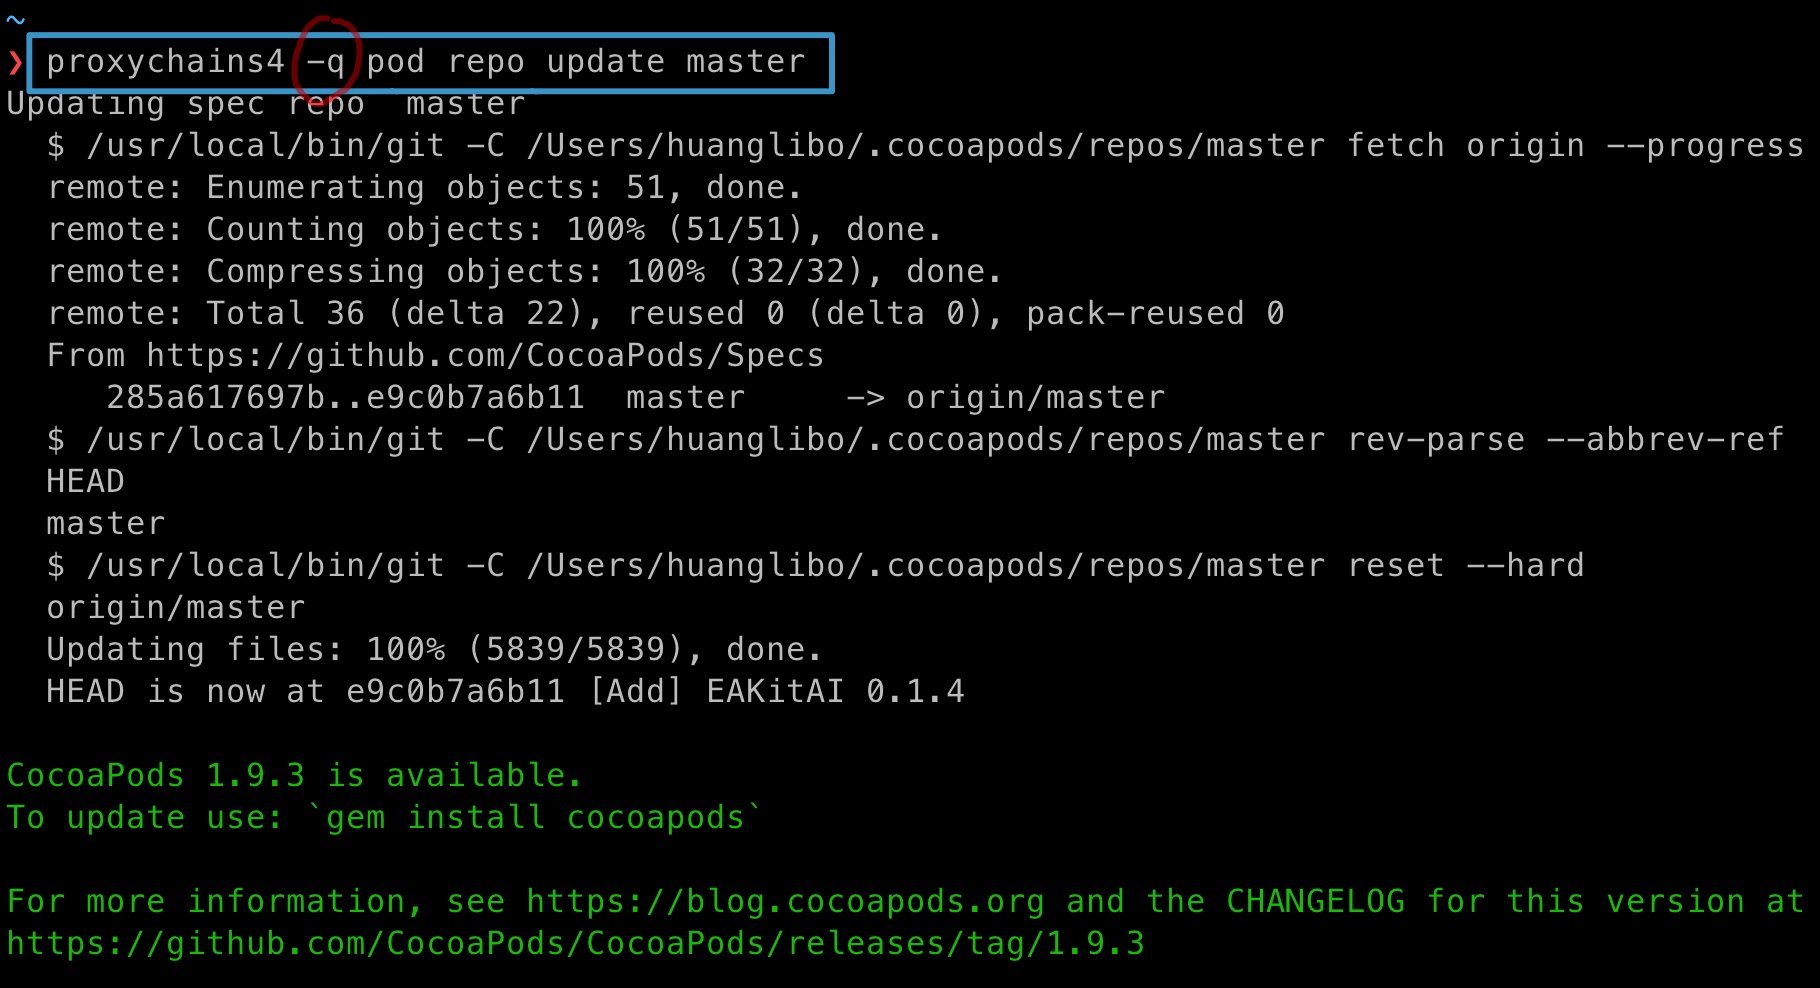 ~
❯ proxychains4 -q pod repo update master
Updating spec repo `master`
$ /usr/local/bin/git -C /Users/huanglibo/.cocoapods/repos/master fetch origin --progress
remote: Enumerating objects: 51, done.
remote: Counting objects: 100% (51/51), done.
remote: Compressing objects: 100% (32/32), done.
remote: Total 36 (delta 22), reused 0 (delta 0), pack-reused 0
From https://github.com/CocoaPods/Specs
285a617697b..e9c0b7a6b11  master     -> origin/master
$ /usr/local/bin/git -C /Users/huanglibo/.cocoapods/repos/master rev-parse --abbrev-ref
HEAD
master
$ /usr/local/bin/git -C /Users/huanglibo/.cocoapods/repos/master reset --hard
origin/master
Updating files: 100% (5839/5839), done.
HEAD is now at e9c0b7a6b11 [Add] EAKitAI 0.1.4
CocoaPods 1.9.3 is available.
To update use: `gem install cocoapods`
For more information, see https://blog.cocoapods.org and the CHANGELOG for this version at
https://github.com/CocoaPods/CocoaPods/releases/tag/1.9.3